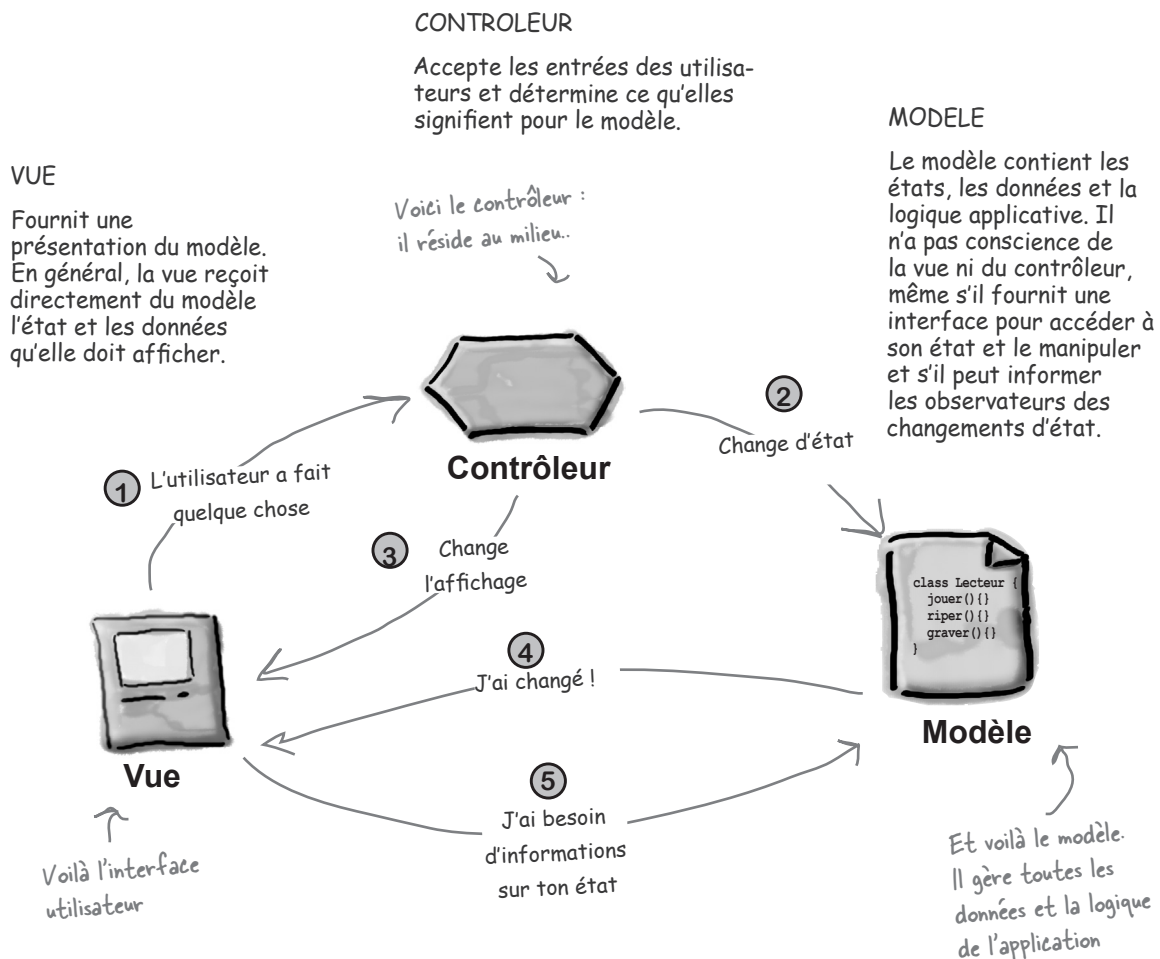 CONTROLEUR
Accepte les entrées des utilisa-
teurs et détermine ce qu'elles
signifient pour le modèle.
MODELE
Le modèle contient les
états, les données et la
logique applicative. Il
n'a pas conscience de
la vue ni du contrôleur,
même s'il fournit une
interface pour accéder à
son état et le manipuler
et s'il peut informer
les observateurs des
changements d'état.
VUE
Fournit une
présentation du modèle.
En général, la vue reçoit
directement du modèle
l'état et les données
qu'elle doit afficher.
Voici le contrôleur :
il réside au milieu..
Contrôleur
1
L'utilisateur a fait
quelque chose
2
Change d'état
3
Change
l'affichage
class Lecteur {
jouer(){}
riper(){}
graver(){}
}
4
J'ai changé !
Modèle
Vue
5
J'ai besoin
d'informations
sur ton état
Voilà l'interface
utilisateur
Et voilà le modèle.
Il gère toutes les
données et la logique
de l'application